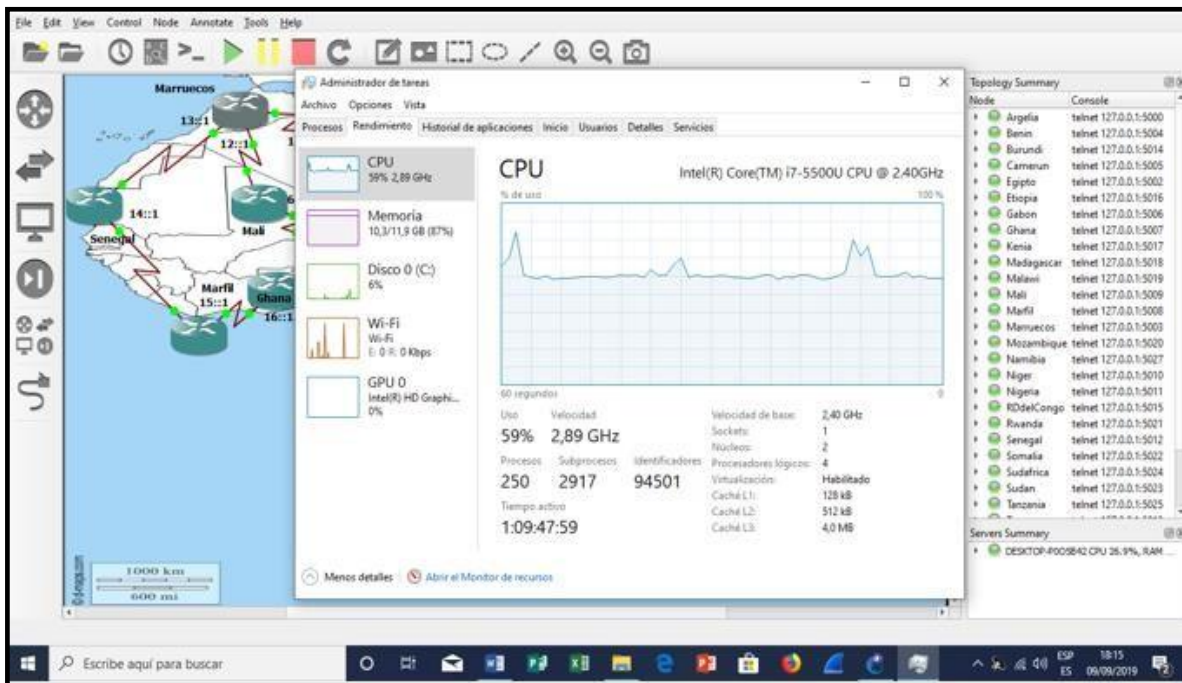 File Edit View Control Node Annotate Tools Help
Marruecos
13::1
12::1
14::1
Senegal
Mali
Marfil
15::1
Ghana
16::1
1000 km
600 mi
Administrador de tareas
Archivo Opciones Vista
Procesos Rendimiento Historial de aplicaciones Inicio Usuarios Detalles Servicios
CPU
59% 2,89 GHz
Memoria
10,3/11,9 GB (87%)
Disco 0 (C:)
6%
Wi-Fi
Wi-Fi
E: 0 R: 0 Kbps
GPU 0
Intel(R) HD Graphi...
0%
CPU
Intel(R) Core(TM) i7-5500U CPU @ 2.40GHz
% de uso 100 %
60 segundos 0
Uso Velocidad
59% 2,89 GHz
Procesos Subprocesos Identificadores
250 2917 94501
Tiempo activo
1:09:47:59
Velocidad de base: 2,40 GHz
Sockets: 1
Núcleos: 2
Procesadores lógicos: 4
Virtualización: Habilitado
Caché L1: 128 kB
Caché L2: 512 kB
Caché L3: 4,0 MB
Menos detalles Abrir el Monitor de recursos
Topology Summary
Node Console
Argelia telnet 127.0.0.1:5000
Benin telnet 127.0.0.1:5004
Burundi telnet 127.0.0.1:5014
Camerun telnet 127.0.0.1:5005
Egipto telnet 127.0.0.1:5002
Etiopia telnet 127.0.0.1:5016
Gabon telnet 127.0.0.1:5006
Ghana telnet 127.0.0.1:5007
Kenia telnet 127.0.0.1:5017
Madagascar telnet 127.0.0.1:5018
Malawi telnet 127.0.0.1:5019
Mali telnet 127.0.0.1:5009
Marfil telnet 127.0.0.1:5008
Marruecos telnet 127.0.0.1:5003
Mozambique telnet 127.0.0.1:5020
Namibia telnet 127.0.0.1:5027
Niger telnet 127.0.0.1:5010
Nigeria telnet 127.0.0.1:5011
RDdelCongo telnet 127.0.0.1:5015
Rwanda telnet 127.0.0.1:5021
Senegal telnet 127.0.0.1:5012
Somalia telnet 127.0.0.1:5022
Sudafrica telnet 127.0.0.1:5024
Sudan telnet 127.0.0.1:5023
Tanzania telnet 127.0.0.1:5025
Servers Summary
DESKTOP-P0OSB42 CPU 26.9%, RAM ...
Escribe aquí para buscar
ESP 18:15
ES 09/09/2019